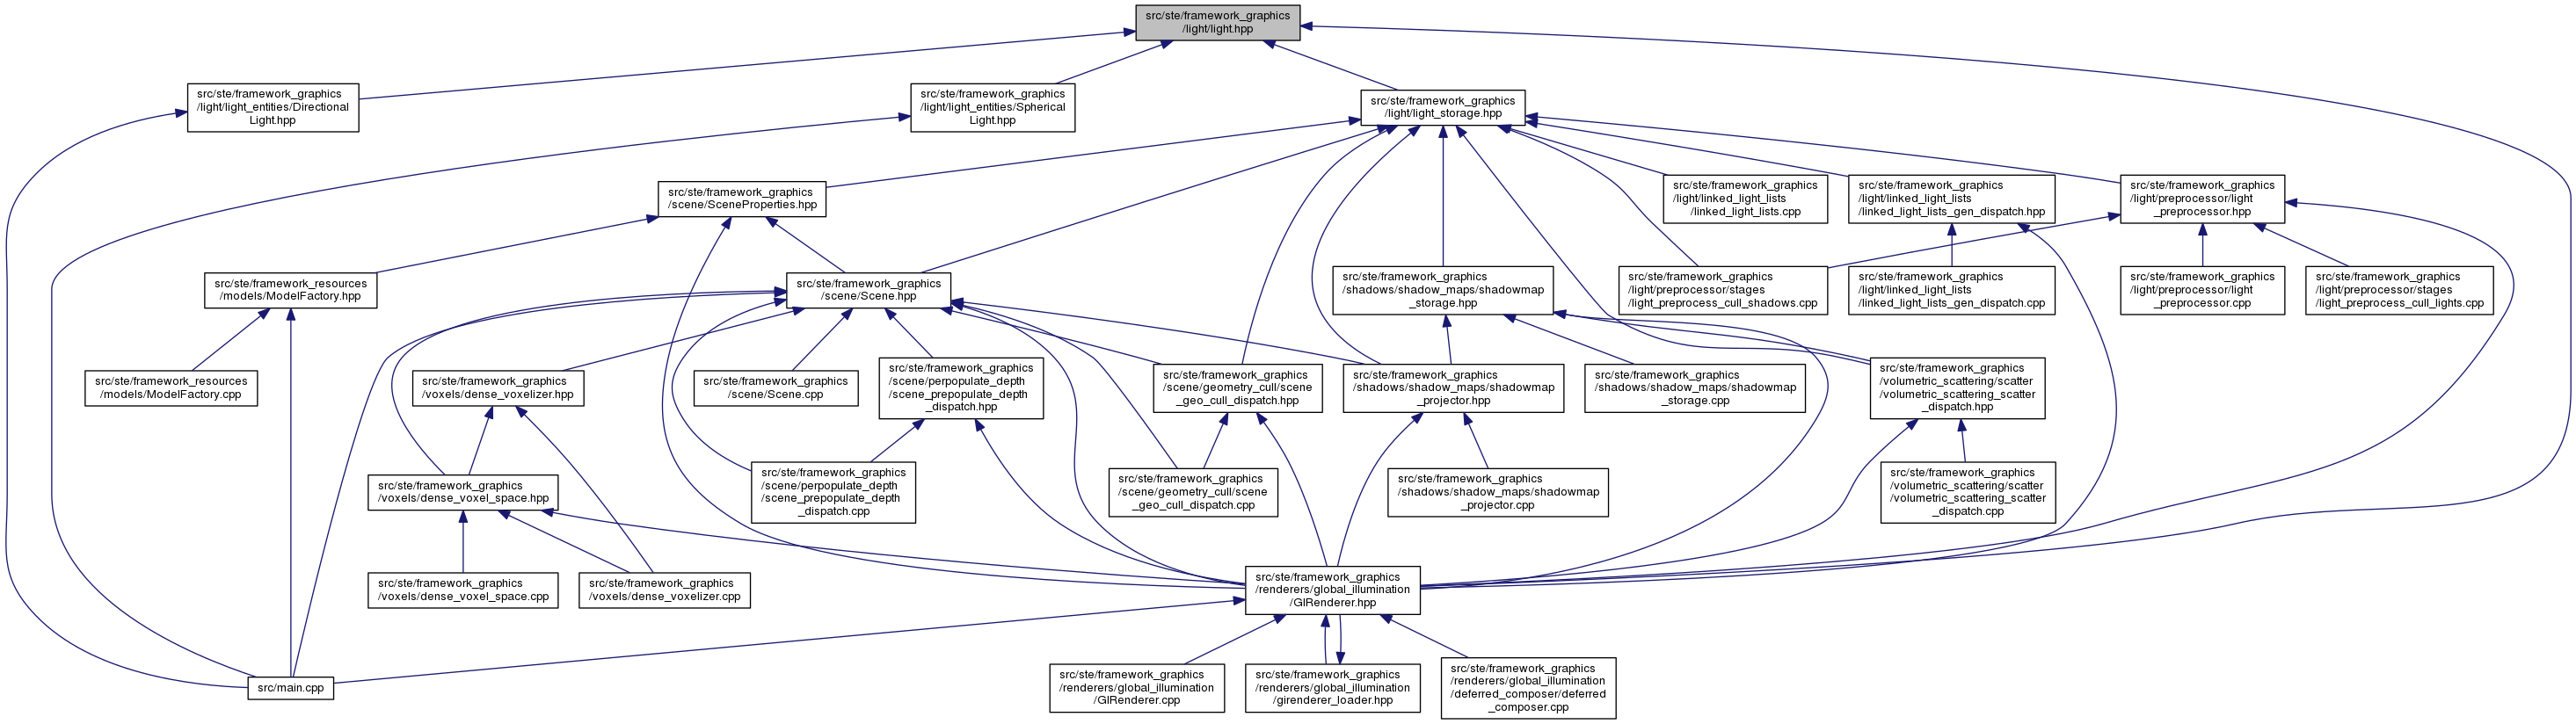 src/ste/framework_graphics
/light/light.hpp
src/ste/framework_graphics
/light/light_entities/Directional
Light.hpp
src/ste/framework_graphics
/light/light_entities/Spherical
Light.hpp
src/ste/framework_graphics
/light/light_storage.hpp
src/ste/framework_graphics
/scene/SceneProperties.hpp
src/ste/framework_graphics
/light/linked_light_lists
/linked_light_lists.cpp
src/ste/framework_graphics
/light/linked_light_lists
/linked_light_lists_gen_dispatch.hpp
src/ste/framework_graphics
/light/preprocessor/light
_preprocessor.hpp
src/ste/framework_resources
/models/ModelFactory.hpp
src/ste/framework_graphics
/scene/Scene.hpp
src/ste/framework_graphics
/shadows/shadow_maps/shadowmap
_storage.hpp
src/ste/framework_graphics
/light/preprocessor/stages
/light_preprocess_cull_shadows.cpp
src/ste/framework_graphics
/light/linked_light_lists
/linked_light_lists_gen_dispatch.cpp
src/ste/framework_graphics
/light/preprocessor/light
_preprocessor.cpp
src/ste/framework_graphics
/light/preprocessor/stages
/light_preprocess_cull_lights.cpp
src/ste/framework_resources
/models/ModelFactory.cpp
src/ste/framework_graphics
/voxels/dense_voxelizer.hpp
src/ste/framework_graphics
/scene/Scene.cpp
src/ste/framework_graphics
/scene/perpopulate_depth
/scene_prepopulate_depth
_dispatch.hpp
src/ste/framework_graphics
/scene/geometry_cull/scene
_geo_cull_dispatch.hpp
src/ste/framework_graphics
/shadows/shadow_maps/shadowmap
_projector.hpp
src/ste/framework_graphics
/shadows/shadow_maps/shadowmap
_storage.cpp
src/ste/framework_graphics
/volumetric_scattering/scatter
/volumetric_scattering_scatter
_dispatch.hpp
src/ste/framework_graphics
/voxels/dense_voxel_space.hpp
src/ste/framework_graphics
/scene/perpopulate_depth
/scene_prepopulate_depth
_dispatch.cpp
src/ste/framework_graphics
/scene/geometry_cull/scene
_geo_cull_dispatch.cpp
src/ste/framework_graphics
/shadows/shadow_maps/shadowmap
_projector.cpp
src/ste/framework_graphics
/volumetric_scattering/scatter
/volumetric_scattering_scatter
_dispatch.cpp
src/ste/framework_graphics
/voxels/dense_voxel_space.cpp
src/ste/framework_graphics
/voxels/dense_voxelizer.cpp
src/ste/framework_graphics
/renderers/global_illumination
/GIRenderer.hpp
src/main.cpp
src/ste/framework_graphics
/renderers/global_illumination
/GIRenderer.cpp
src/ste/framework_graphics
/renderers/global_illumination
/girenderer_loader.hpp
src/ste/framework_graphics
/renderers/global_illumination
/deferred_composer/deferred
_composer.cpp